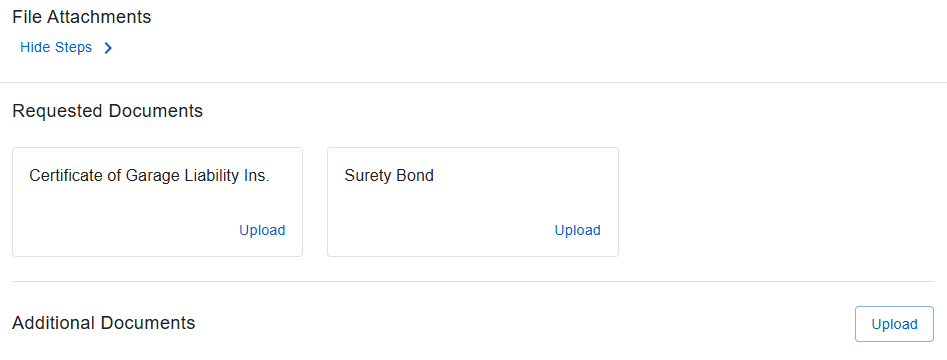 File Attachments
Hide Steps
Requested Documents
Certificate of Garage Liability Ins.
Surety Bond
Upload
Upload
Additional Documents
Upload